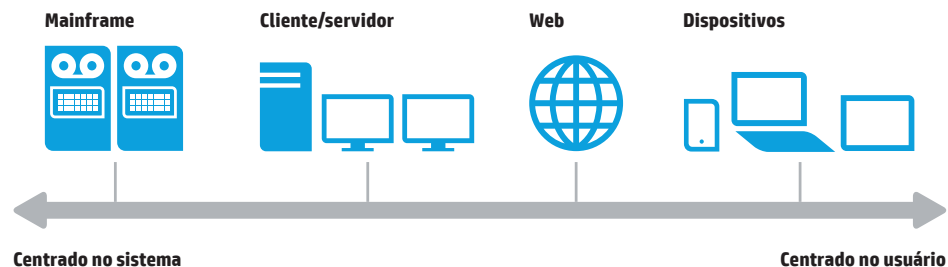 Mainframe
Cliente/servidor
Web
Dispositivos
Centrado no sistema
Centrado no usuário